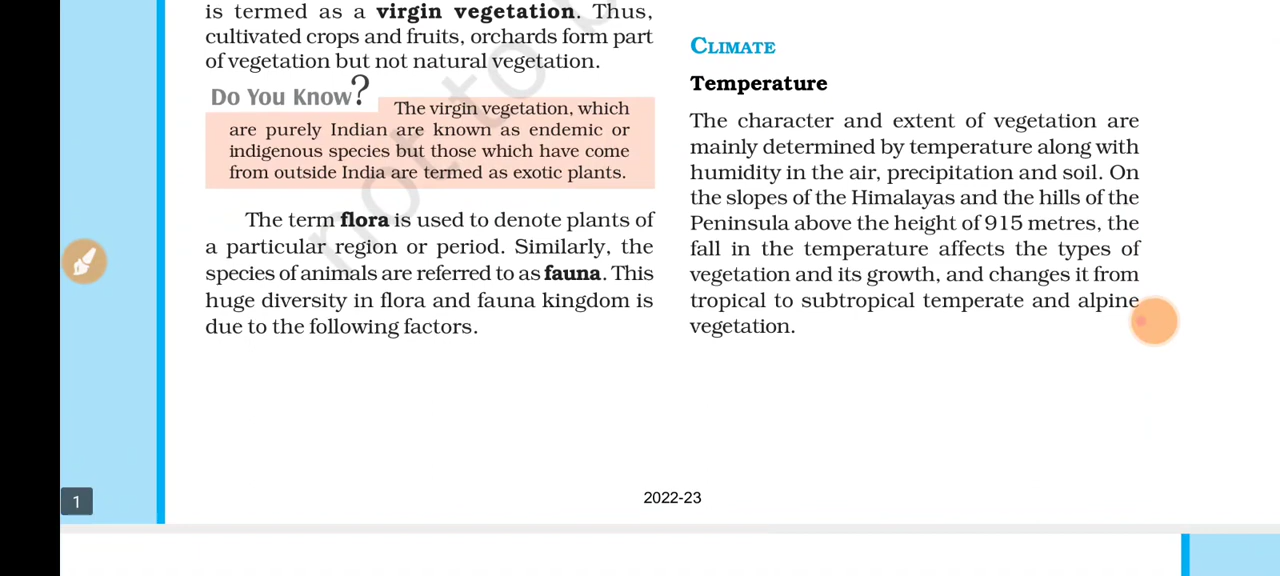 is termed as a virgin vegetation. Thus,
cultivated crops and fruits, orchards form part
of vegetation but not natural vegetation.
Do You Know?
The virgin vegetation, which
are purely Indian are known as endemic or
indigenous species but those which have come
from outside India are termed as exotic plants.
The term flora is used to denote plants of
a particular region or period. Similarly, the
species of animals are referred to as fauna. This
huge diversity in flora and fauna kingdom is
due to the following factors.
CLIMATE
Temperature
The character and extent of vegetation are
mainly determined by temperature along with
humidity in the air, precipitation and soil. On
the slopes of the Himalayas and the hills of the
Peninsula above the height of 915 metres, the
fall in the temperature affects the types of
vegetation and its growth, and changes it from
tropical to subtropical temperate and alpine
vegetation.
1
2022-23
not to b